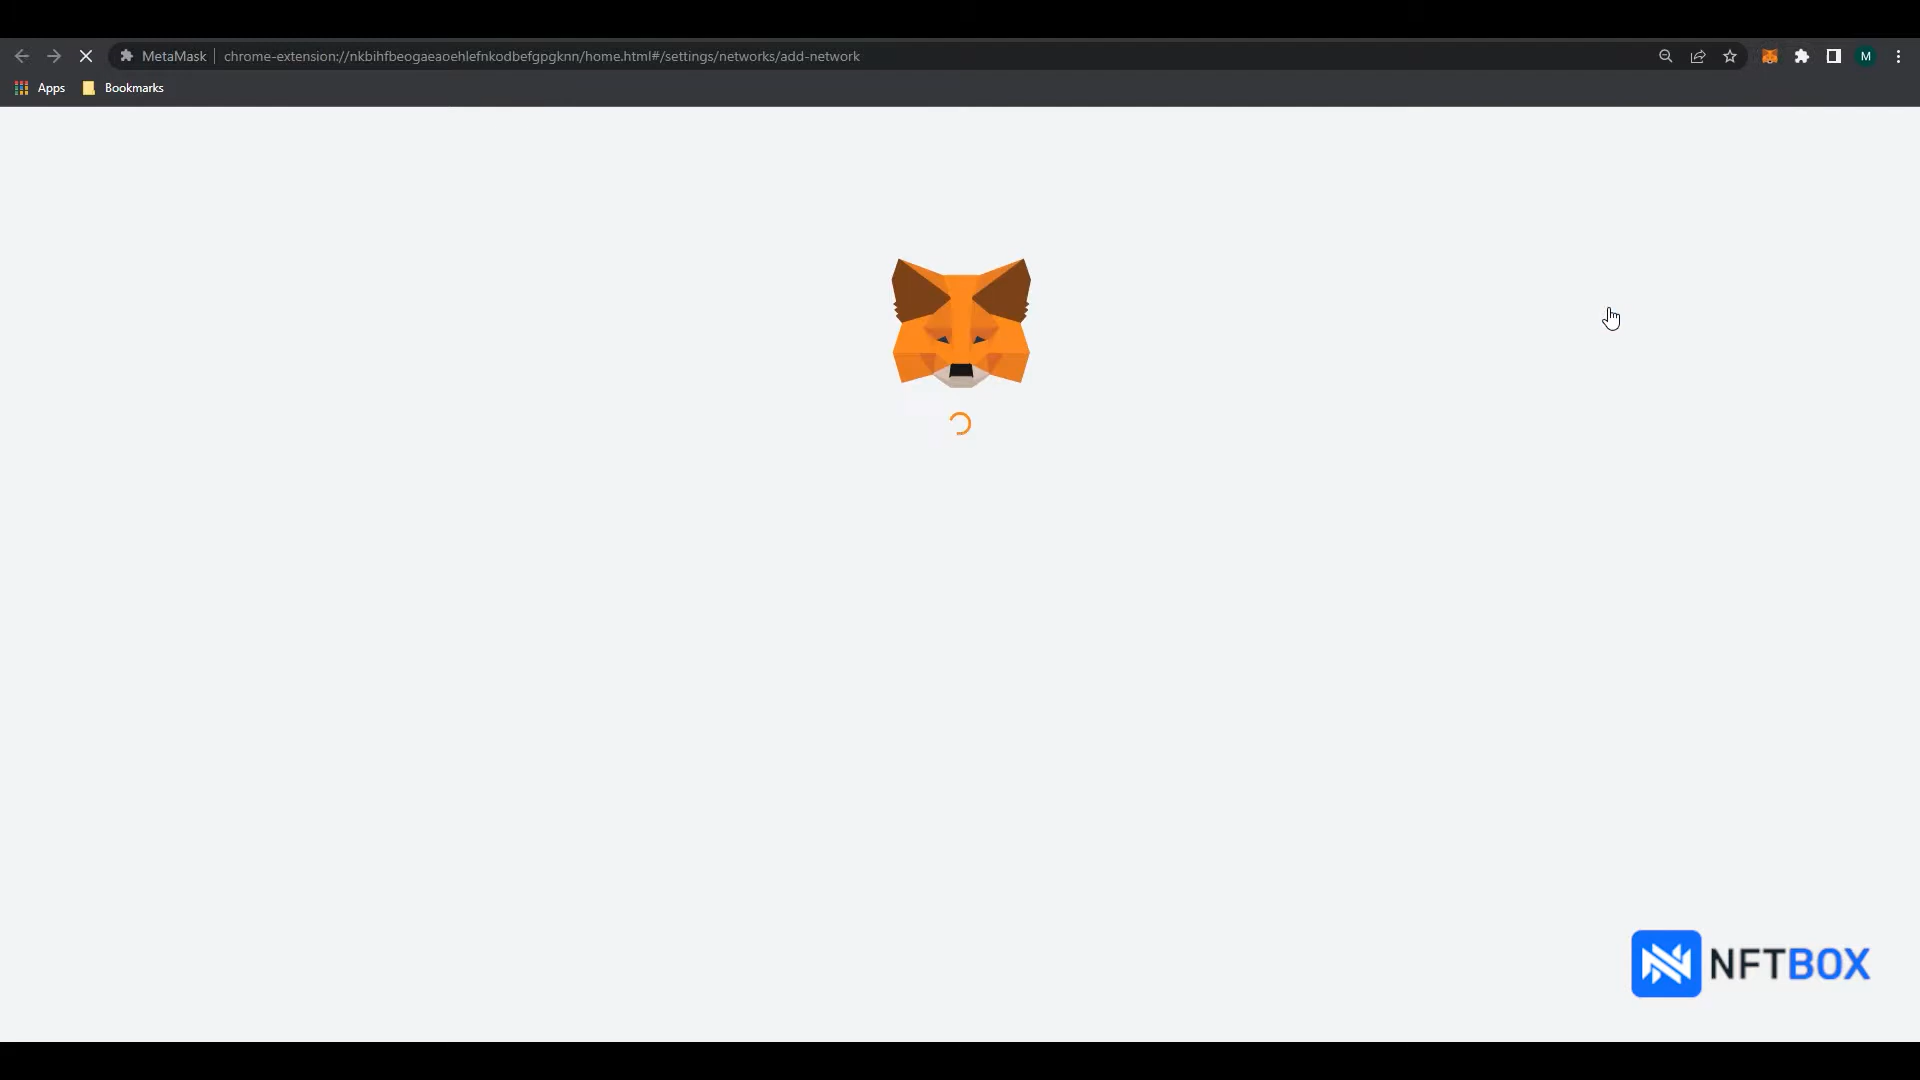 MetaMask chrome-extension://nkbihfbeogaeaoehlefnkodbefgpgknn/home.html#/settings/networks/add-network M
Apps Bookmarks
NFTBOX